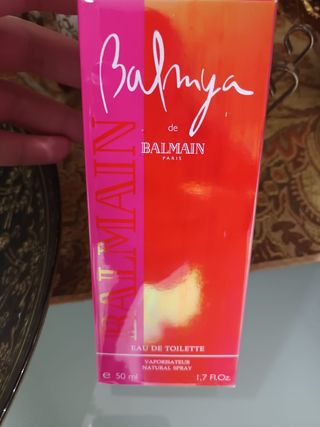 Balmya
de
BALMAIN
PARIS
BALMAIN
EAU DE TOILETTE
VAPORISATEUR
NATURAL SPRAY
e 50 ml 1,7 Fl.Oz.